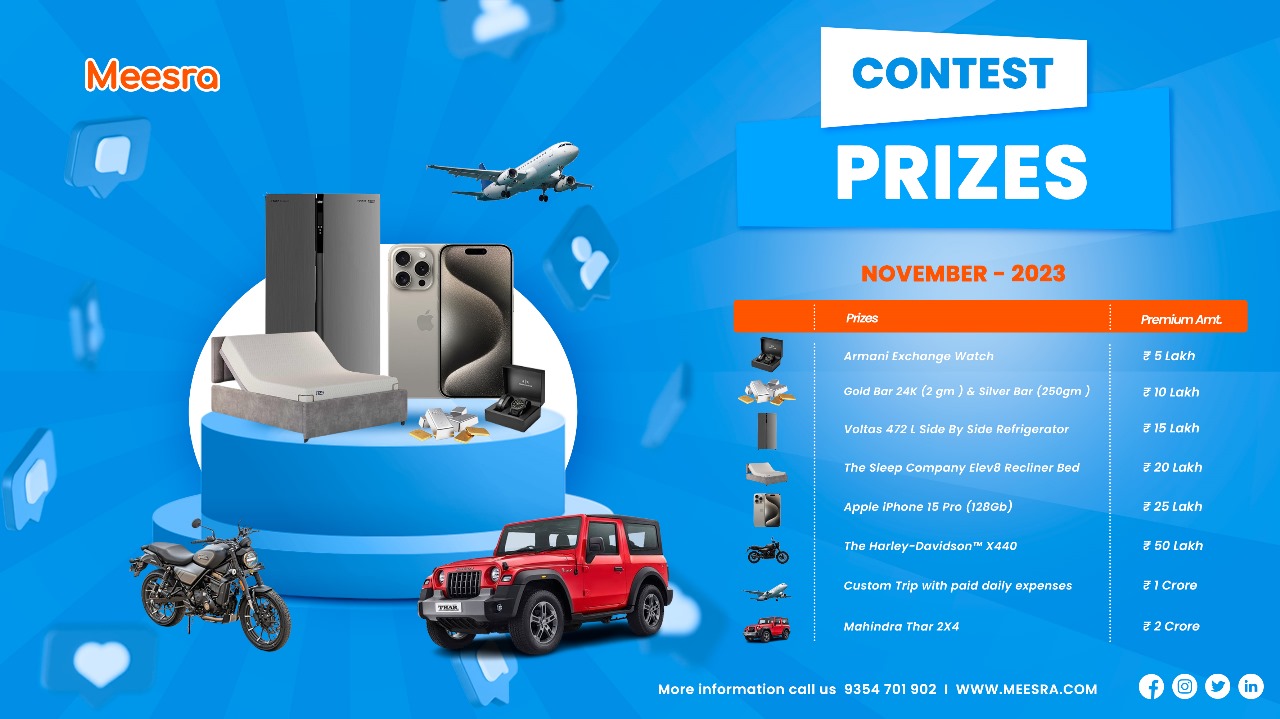 Meesra
CONTEST
PRIZES
NOVEMBER - 2023
Prizes Premium Amt.
Armani Exchange Watch ₹ 5 Lakh
Gold Bar 24K (2 gm ) & Silver Bar (250gm ) ₹ 10 Lakh
Voltas 472 L Side By Side Refrigerator ₹ 15 Lakh
The Sleep Company Elev8 Recliner Bed ₹ 20 Lakh
Apple iPhone 15 Pro (128Gb) ₹ 25 Lakh
The Harley-Davidson™ X440 ₹ 50 Lakh
Custom Trip with paid daily expenses ₹ 1 Crore
Mahindra Thar 2X4 ₹ 2 Crore
THAR
More information call us 9354 701 902 I WWW.MEESRA.COM